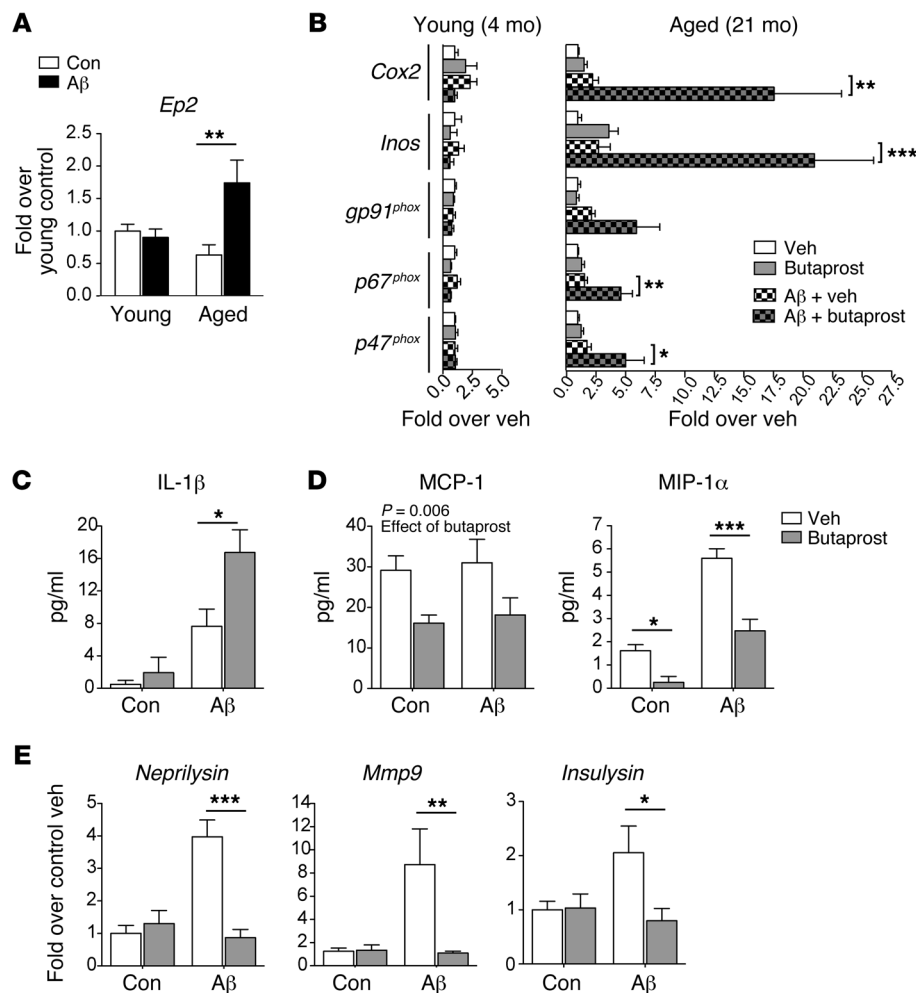 A
Con
Aβ
Ep2
**
Fold over
young control
2.5
2.0
1.5
1.0
0.5
0.0
Young
Aged
B
Young (4 mo)
Aged (21 mo)
Cox2
**
Inos
***
gp91phox
p67phox
**
p47phox
*
Veh
Butaprost
Aβ + veh
Aβ + butaprost
0.0 2.5 5.0
Fold over veh
0.0 2.5 5.0 7.5 10.0 12.5 15.0 17.5 20.0 22.5 25.0 27.5
Fold over veh
C
IL-1β
*
pg/ml
20
16
12
8
4
0
Con
Aβ
D
MCP-1
P = 0.006
Effect of butaprost
pg/ml
40
30
20
10
0
Con
Aβ
MIP-1α
***
*
pg/ml
7
6
5
4
3
2
1
0
Con
Aβ
Veh
Butaprost
E
Fold over control veh
Neprilysin
***
5
4
3
2
1
0
Con
Aβ
Mmp9
**
14
12
10
8
6
4
2
0
Con
Aβ
Insulysin
*
3
2
1
0
Con
Aβ